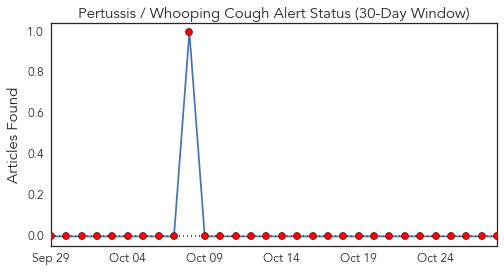 Pertussis / Whooping Cough Alert Status (30-Day Window)
Articles Found
1.0
0.8
0.6
0.4
0.2
0.0
Sep 29 Oct 04 Oct 09 Oct 14 Oct 19 Oct 24